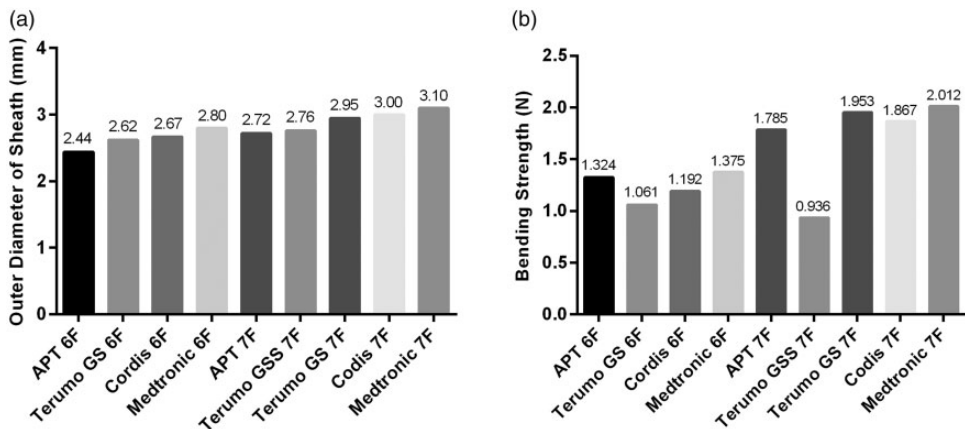 (a)
Outer Diameter of Sheath (mm)
4
3
2
1
0
2.44
2.62
2.67
2.80
2.72
2.76
2.95
3.00
3.10
APT 6F
Terumo GS 6F
Cordis 6F
Medtronic 6F
APT 7F
Terumo GSS 7F
Terumo GS 7F
Codis 7F
Medtronic 7F
(b)
Bending Strength (N)
2.5
2.0
1.5
1.0
0.5
0.0
1.324
1.061
1.192
1.375
1.785
0.936
1.953
1.867
2.012
APT 6F
Terumo GS 6F
Cordis 6F
Medtronic 6F
APT 7F
Terumo GSS 7F
Terumo GS 7F
Codis 7F
Medtronic 7F